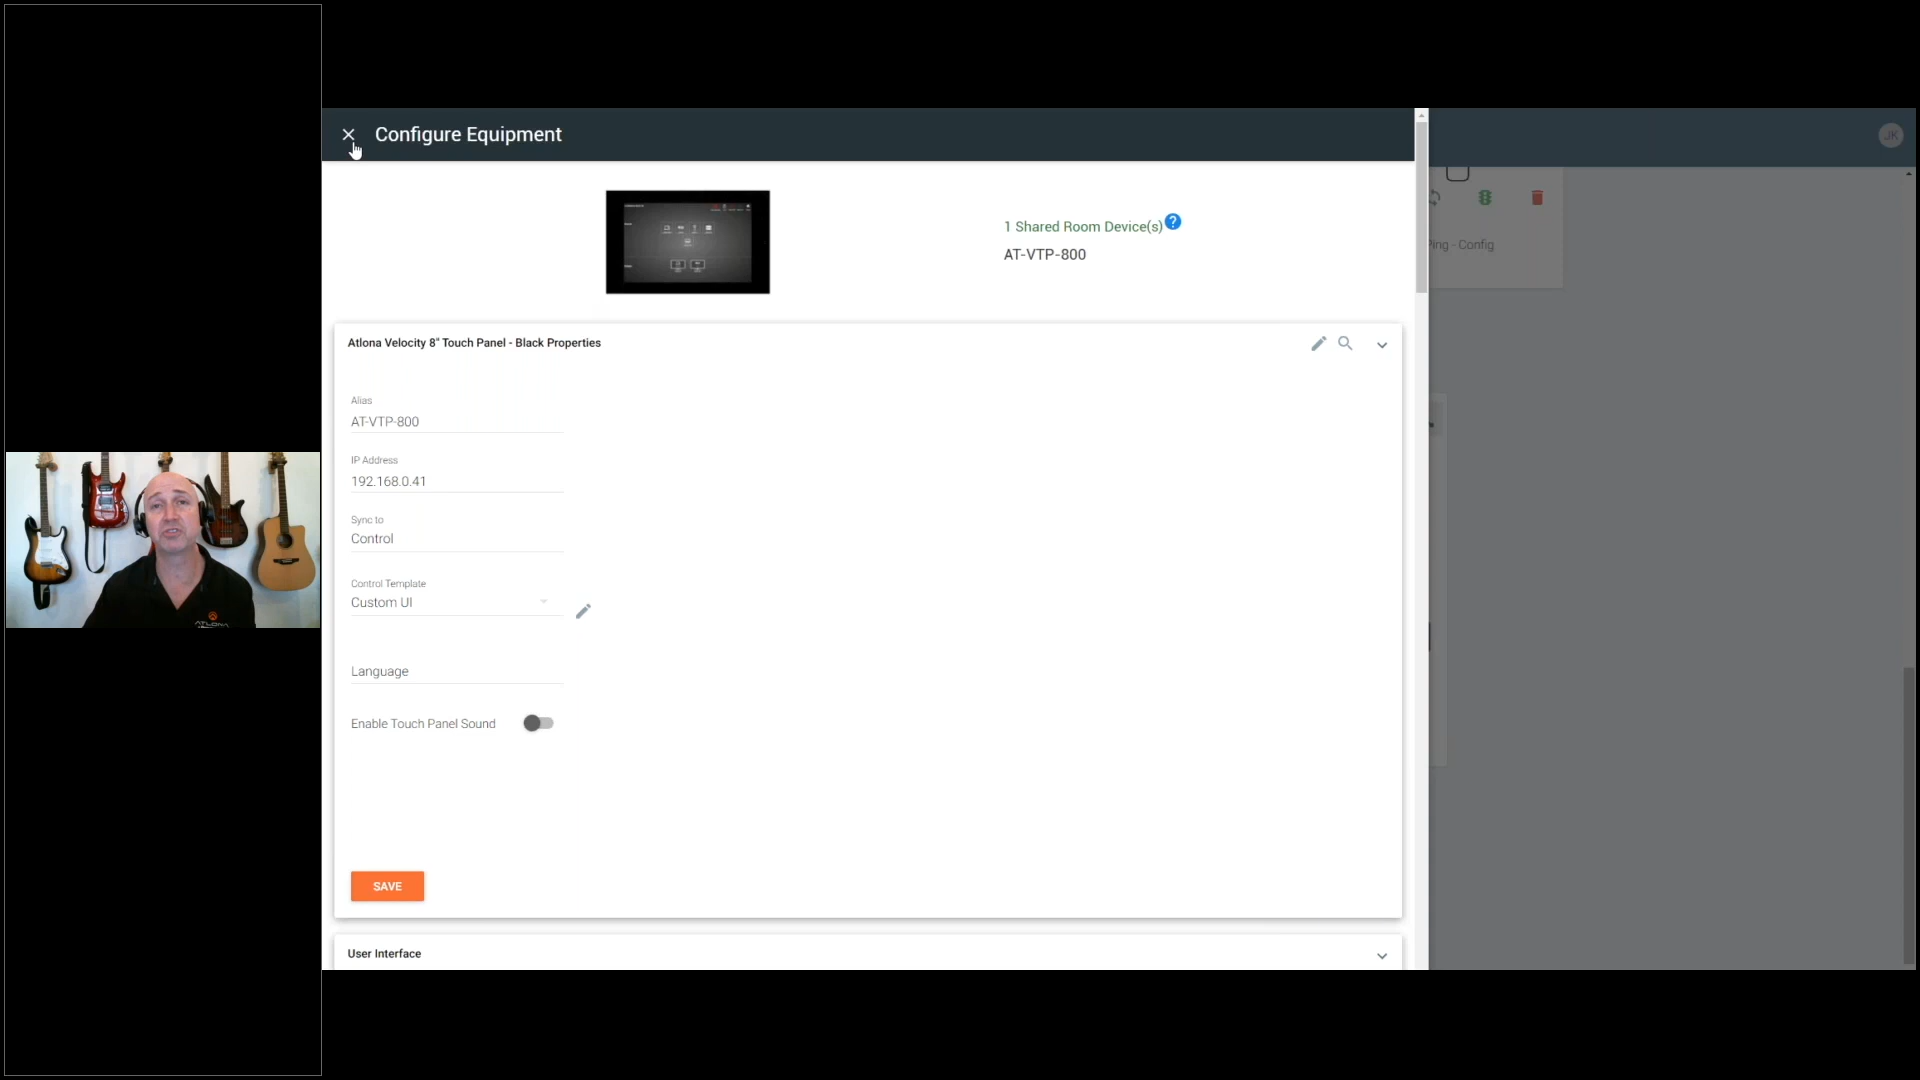 Configure Equipment
JK
1 Shared Room Device(s)
?
AT-VTP-800
Ping - Config
Atlona Velocity 8" Touch Panel - Black Properties
Alias
AT-VTP-800
IP Address
192.168.0.41
Sync to
Control
Control Template
Custom UI
Language
Enable Touch Panel Sound
ATLONA
SAVE
User Interface